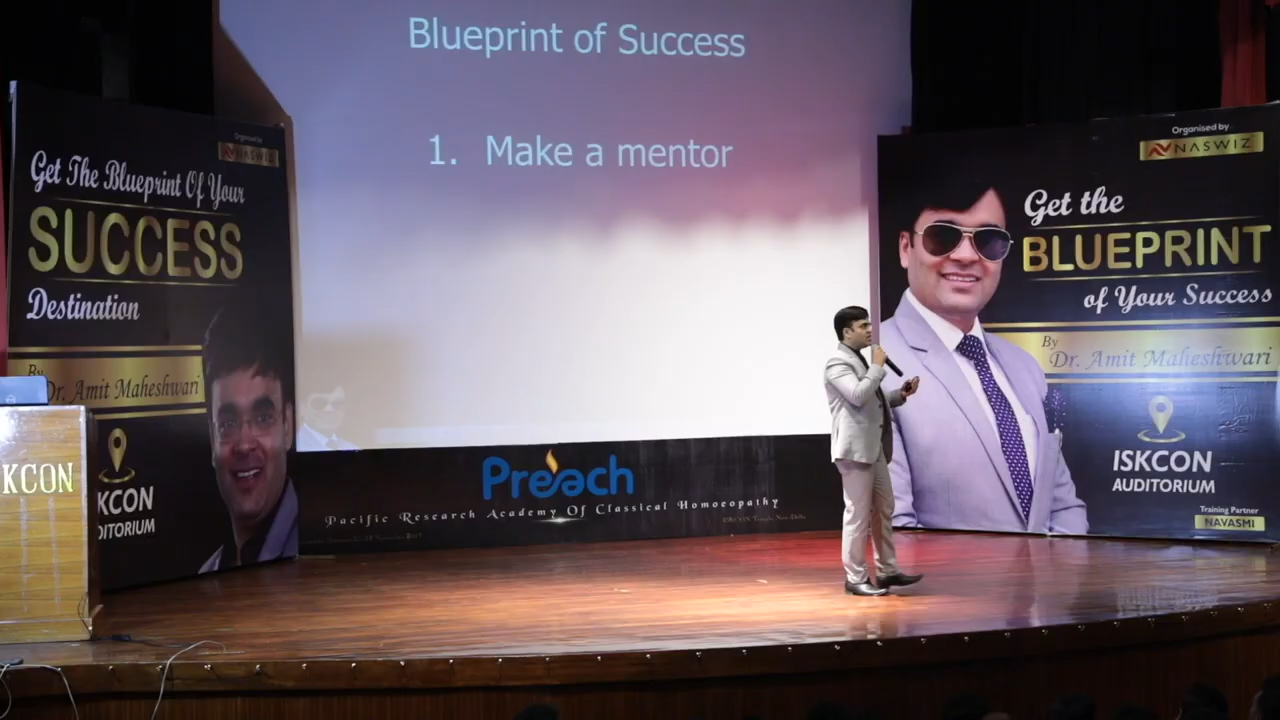 Blueprint of Success
1. Make a mentor
Organised by
NASWIZ
Get The Blueprint Of Your
SUCCESS
Destination
By
Dr. Amit Maheshwari
KCON
DITORIUM
KCON
Preach
Pacific Research Academy Of Classical Homoeopathy
Organised by
NASWIZ
Get the
BLUEPRINT
of Your Success
By
Dr. Amit Maheshwari
ISKCON
AUDITORIUM
Training Partner
NAVASMI